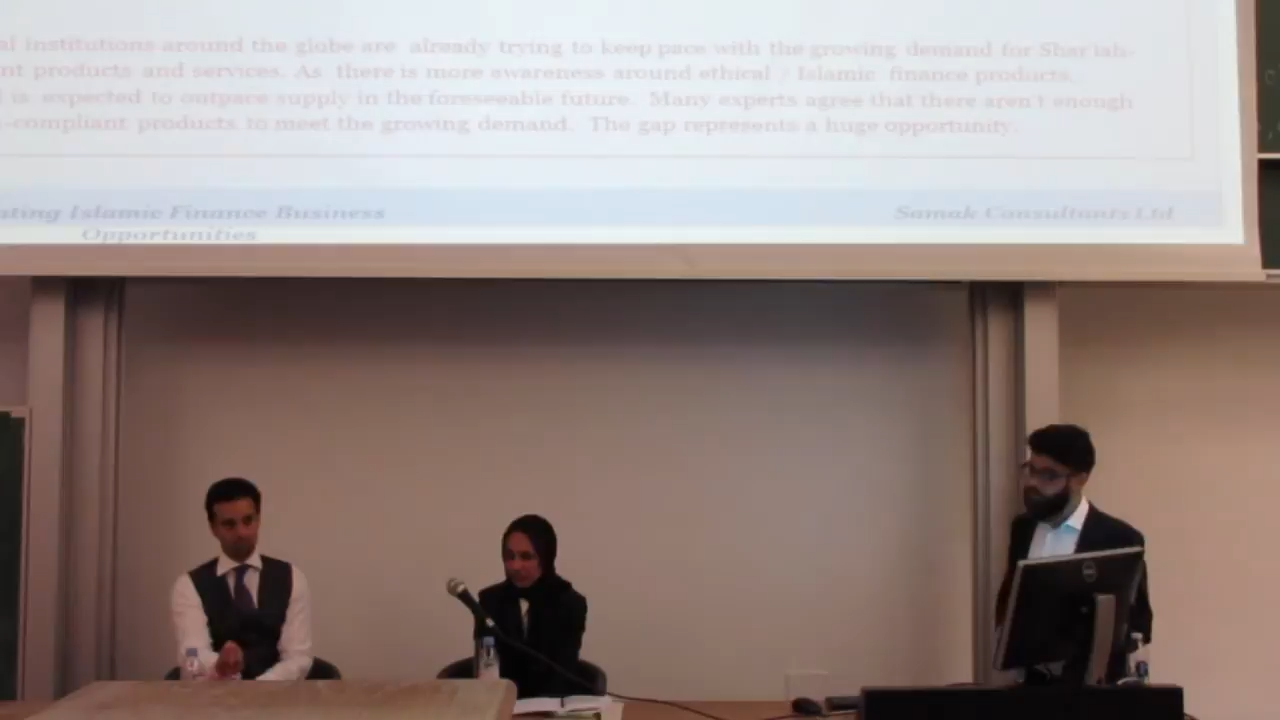 al institutions around the globe are already trying to keep pace with the growing demand for Shariah-
nt products and services. As there is more awareness around ethical / Islamic finance products,
d is expected to outpace supply in the foreseeable future. Many experts agree that there aren't enough
-compliant products to meet the growing demand. The gap represents a huge opportunity.
ating Islamic Finance Business
Opportunities
Samak Consultants Ltd
DELL